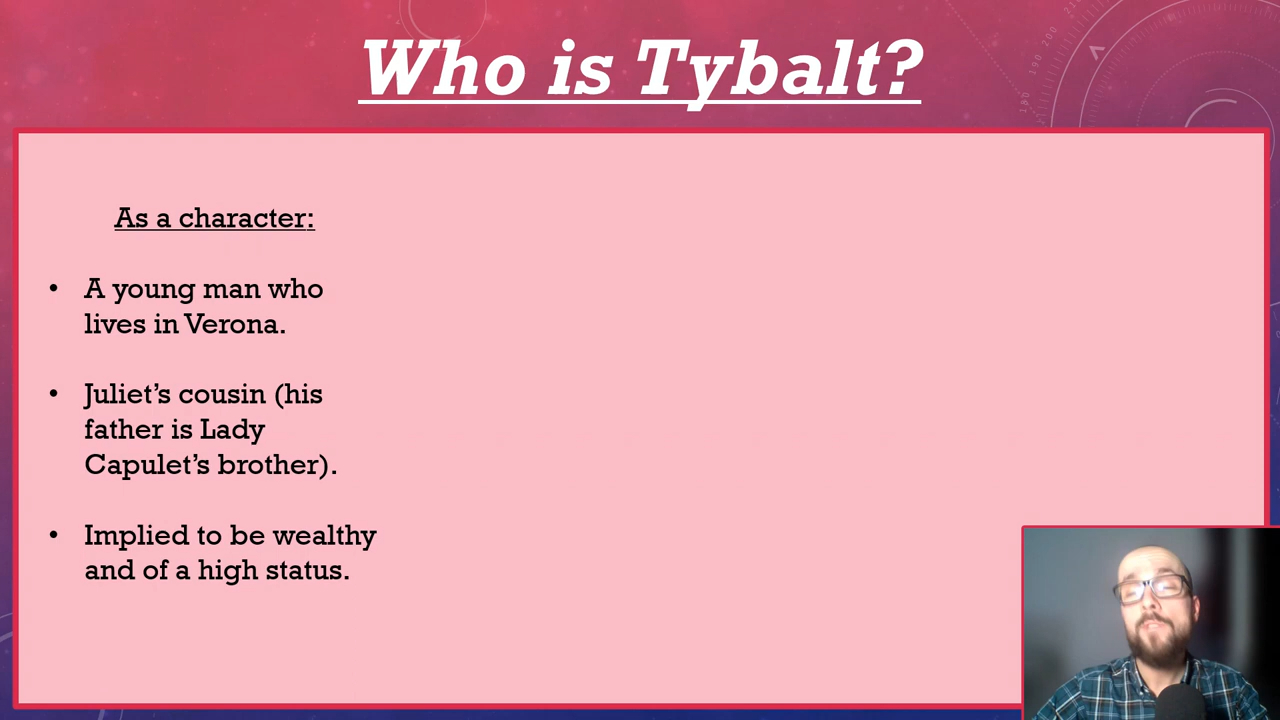 Who is Tybalt?
As a character:
• A young man who
lives in Verona.
• Juliet's cousin (his
father is Lady
Capulet's brother).
• Implied to be wealthy
and of a high status.